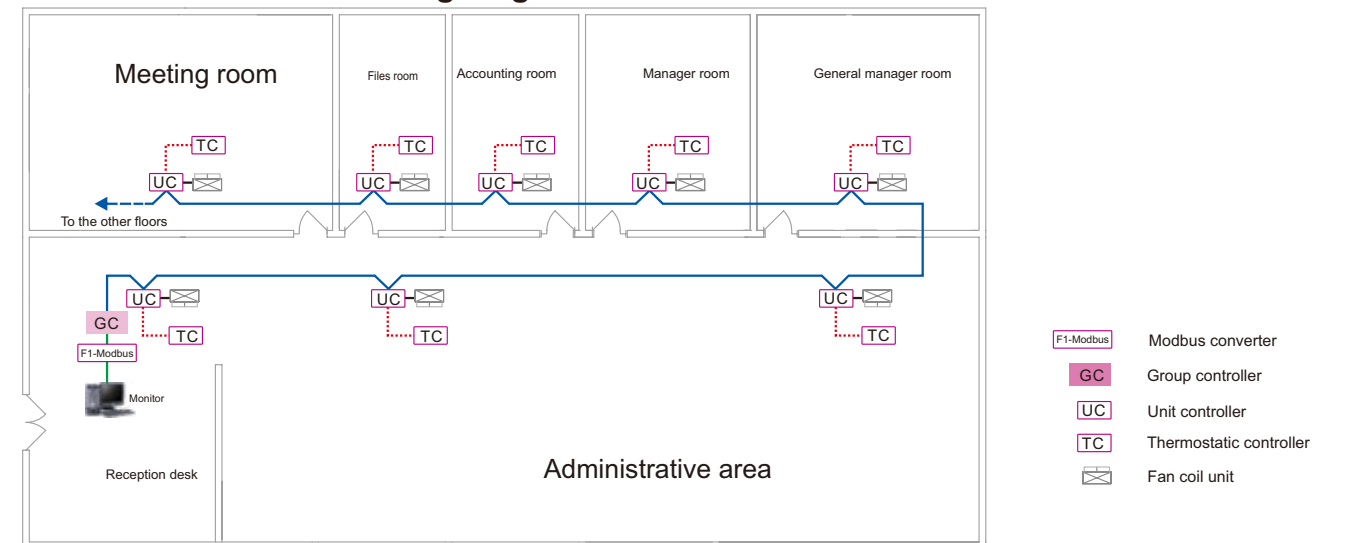 Meeting room
Files room
Accounting room
Manager room
General manager room
TC
TC
TC
TC
TC
UC
UC
UC
UC
UC
To the other floors
UC
UC
UC
GC
TC
TC
TC
F1-Modbus
Monitor
Reception desk
Administrative area
F1-Modbus
Modbus converter
GC
Group controller
UC
Unit controller
TC
Thermostatic controller
Fan coil unit